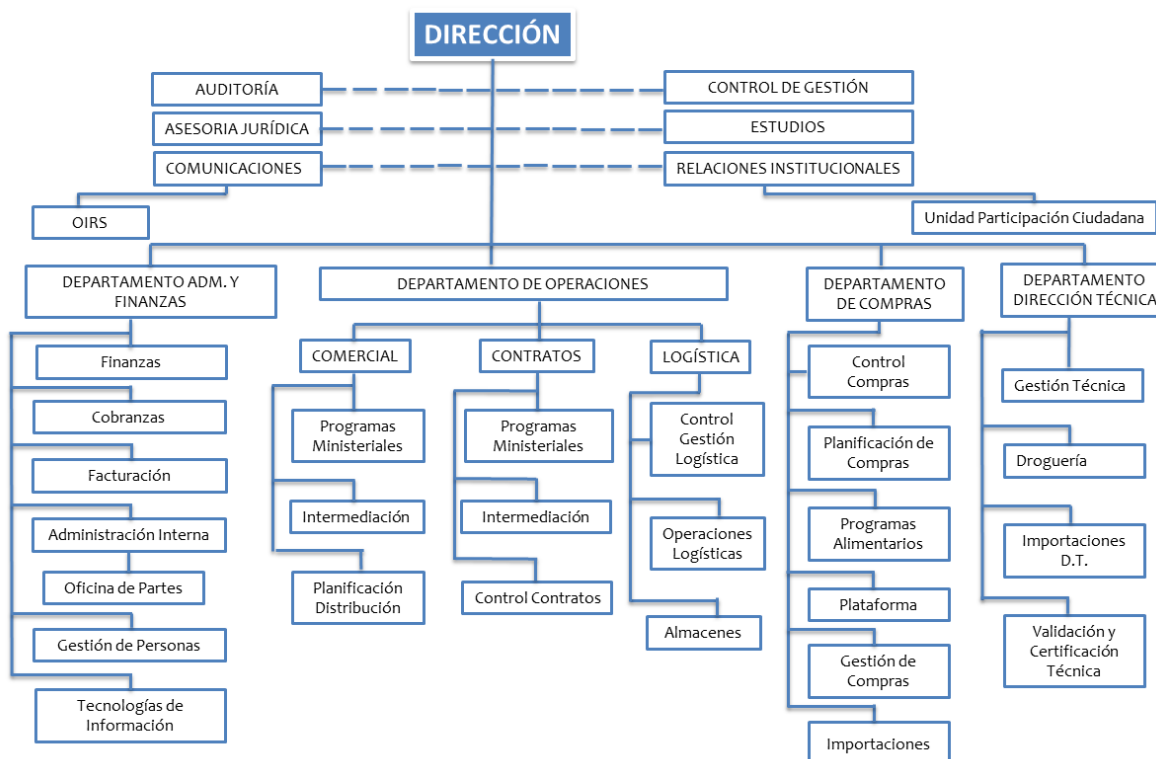 DIRECCIÓN
AUDITORÍA
CONTROL DE GESTIÓN
ASESORIA JURÍDICA
ESTUDIOS
COMUNICACIONES
RELACIONES INSTITUCIONALES
OIRS
Unidad Participación Ciudadana
DEPARTAMENTO ADM. Y
FINANZAS
Finanzas
Cobranzas
Facturación
Administración Interna
Oficina de Partes
Gestión de Personas
Tecnologías de
Información
DEPARTAMENTO DE OPERACIONES
COMERCIAL
Programas
Ministeriales
Intermediación
Planificación
Distribución
CONTRATOS
Programas
Ministeriales
Intermediación
Control Contratos
LOGÍSTICA
Control
Gestión
Logística
Operaciones
Logísticas
Almacenes
DEPARTAMENTO
DE COMPRAS
Control
Compras
Planificación de
Compras
Programas
Alimentarios
Plataforma
Gestión de
Compras
Importaciones
DEPARTAMENTO
DIRECCIÓN TÉCNICA
Gestión Técnica
Droguería
Importaciones
D.T.
Validación y
Certificación
Técnica